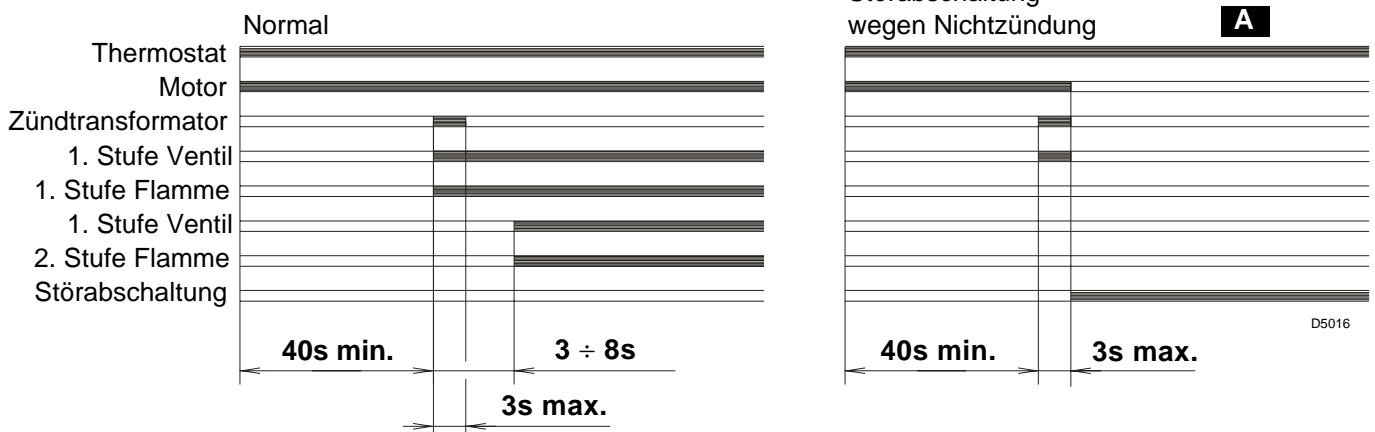 Normal
Thermostat
Motor
Zündtransformator
1. Stufe Ventil
1. Stufe Flamme
1. Stufe Ventil
2. Stufe Flamme
Störabschaltung
40s min.
3 ÷ 8s
3s max.
Störabschaltung
wegen Nichtzündung
A
D5016
40s min.
3s max.